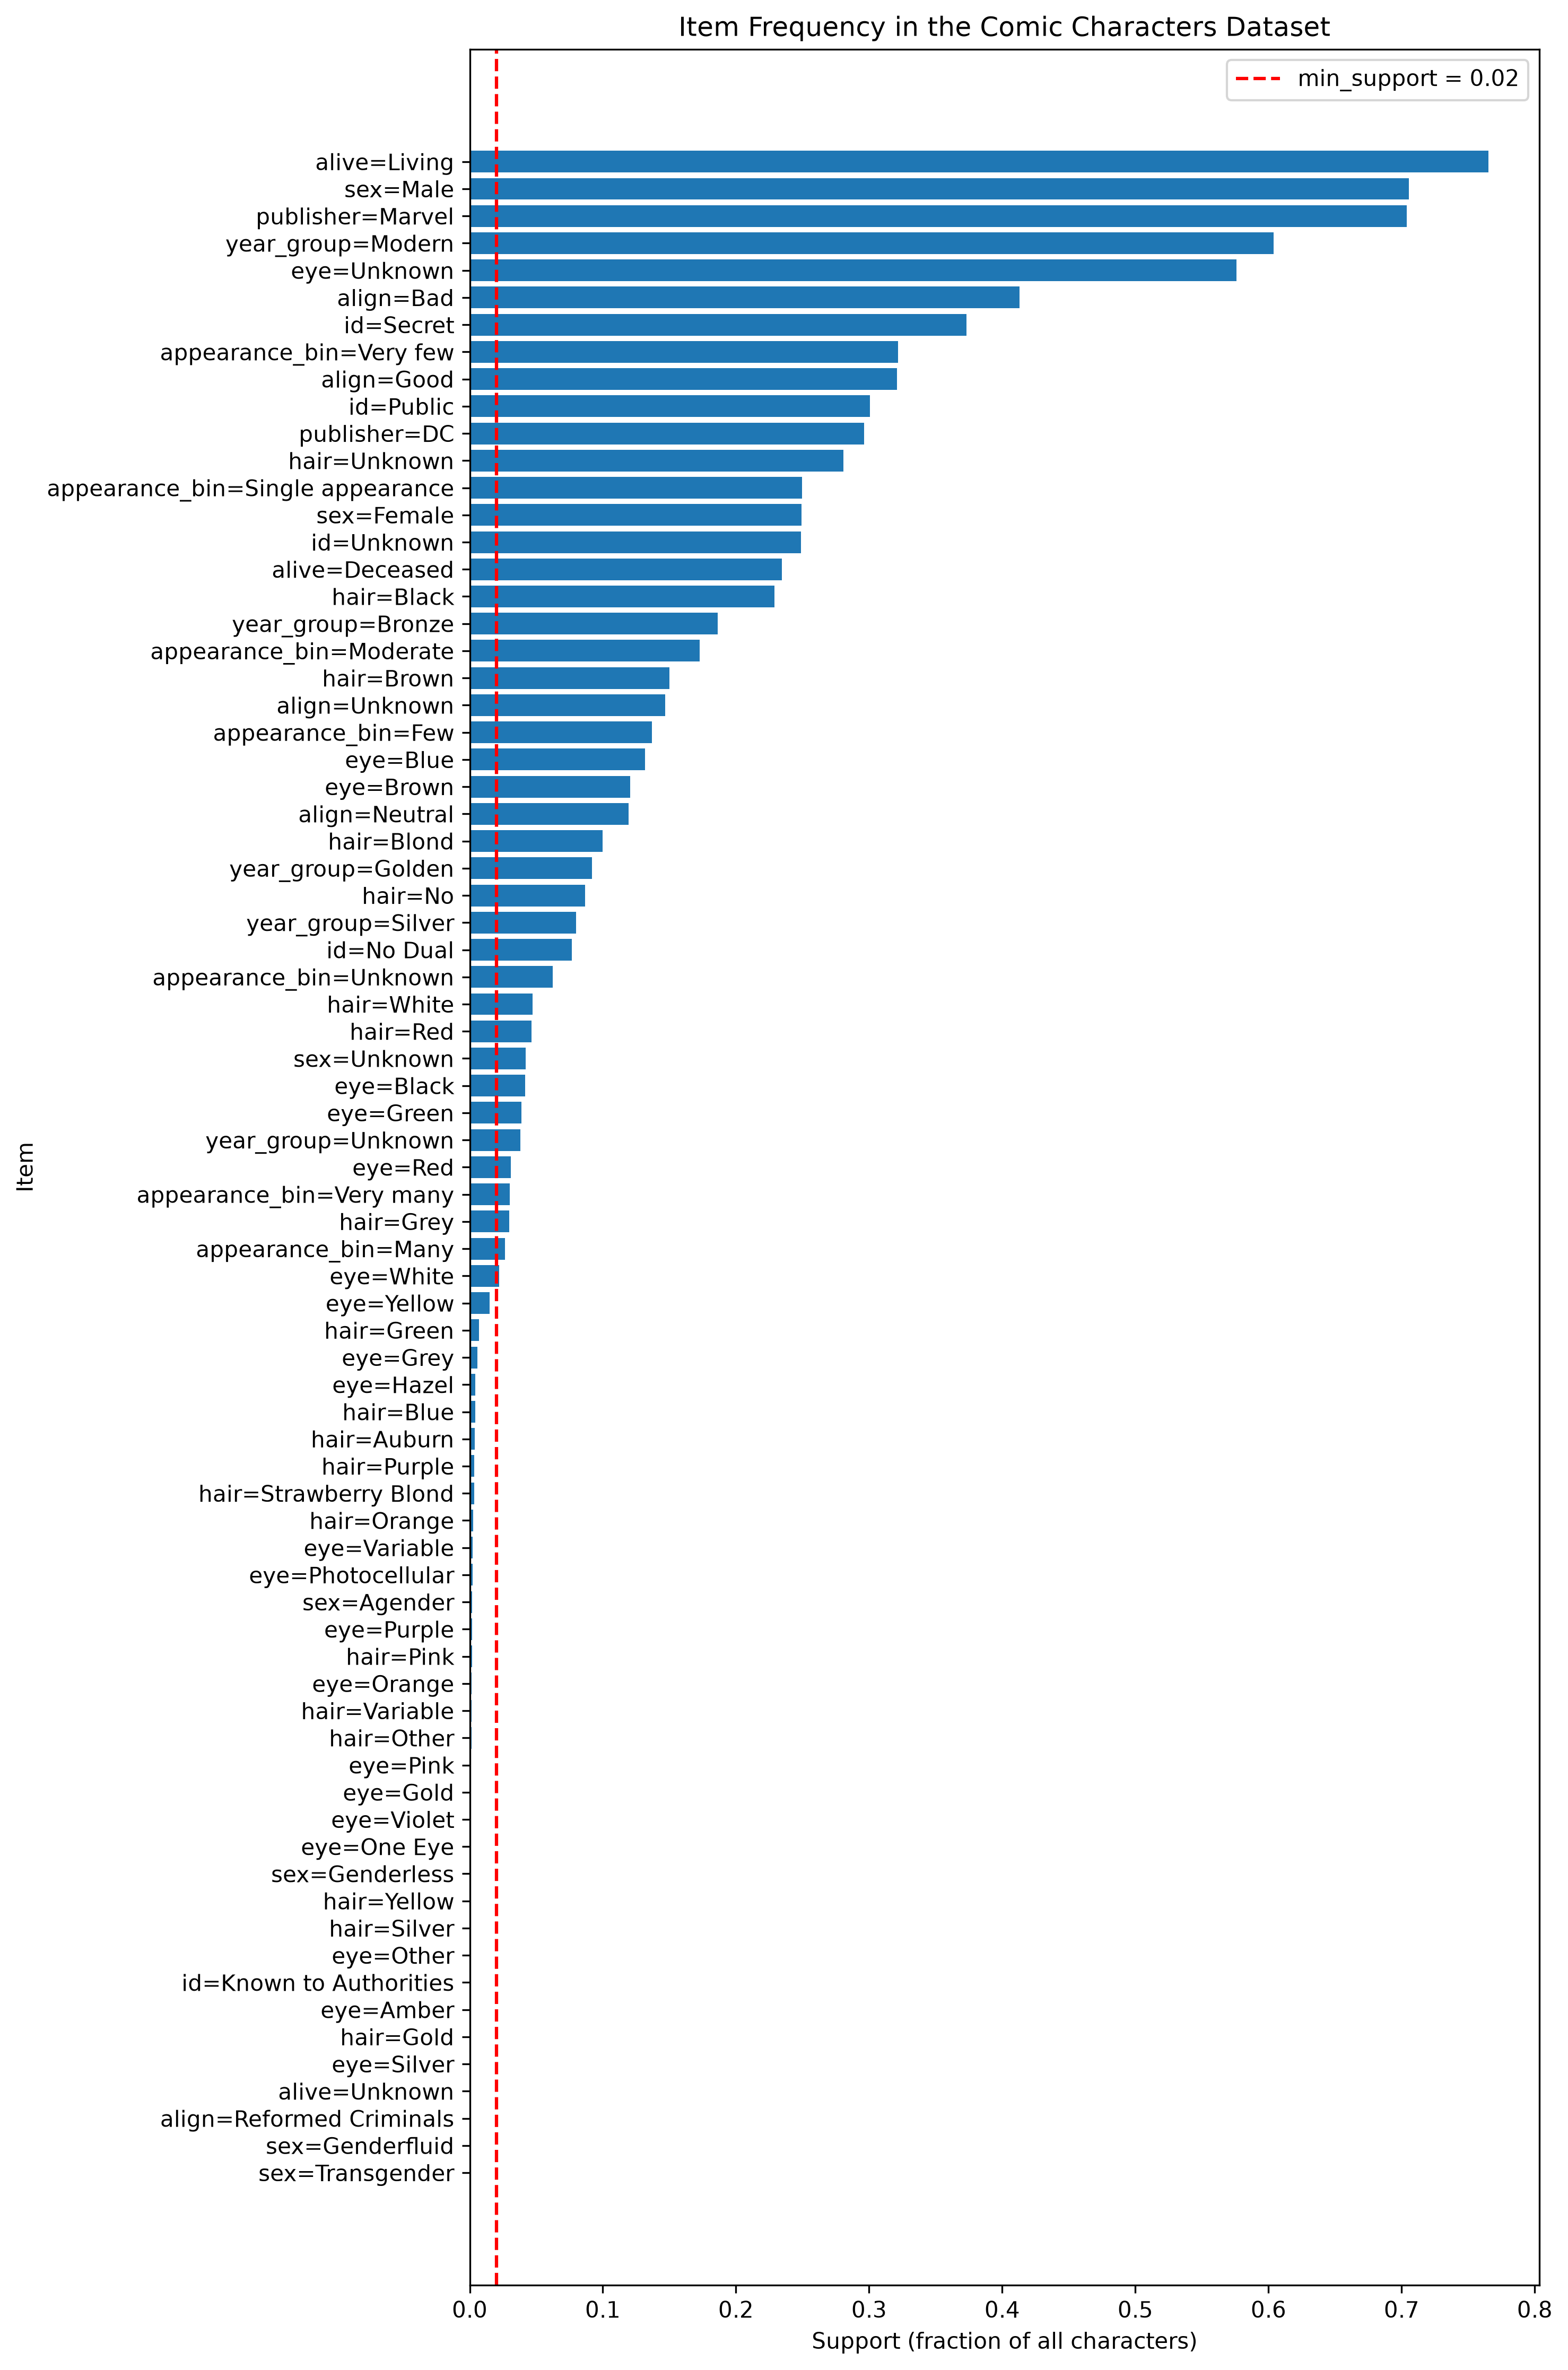 Item Frequency in the Comic Characters Dataset
min_support = 0.02
alive=Living
sex=Male
publisher=Marvel
year_group=Modern
eye=Unknown
align=Bad
id=Secret
appearance_bin=Very few
align=Good
id=Public
publisher=DC
hair=Unknown
appearance_bin=Single appearance
sex=Female
id=Unknown
alive=Deceased
hair=Black
year_group=Bronze
appearance_bin=Moderate
hair=Brown
align=Unknown
appearance_bin=Few
eye=Blue
eye=Brown
align=Neutral
hair=Blond
year_group=Golden
hair=No
year_group=Silver
id=No Dual
appearance_bin=Unknown
hair=White
hair=Red
sex=Unknown
eye=Black
eye=Green
year_group=Unknown
eye=Red
appearance_bin=Very many
hair=Grey
appearance_bin=Many
eye=White
eye=Yellow
hair=Green
eye=Grey
eye=Hazel
hair=Blue
hair=Auburn
hair=Purple
hair=Strawberry Blond
hair=Orange
eye=Variable
eye=Photocellular
sex=Agender
eye=Purple
hair=Pink
eye=Orange
hair=Variable
hair=Other
eye=Pink
eye=Gold
eye=Violet
eye=One Eye
sex=Genderless
hair=Yellow
hair=Silver
eye=Other
id=Known to Authorities
eye=Amber
hair=Gold
eye=Silver
alive=Unknown
align=Reformed Criminals
sex=Genderfluid
sex=Transgender
Item
0.0 0.1 0.2 0.3 0.4 0.5 0.6 0.7 0.8
Support (fraction of all characters)